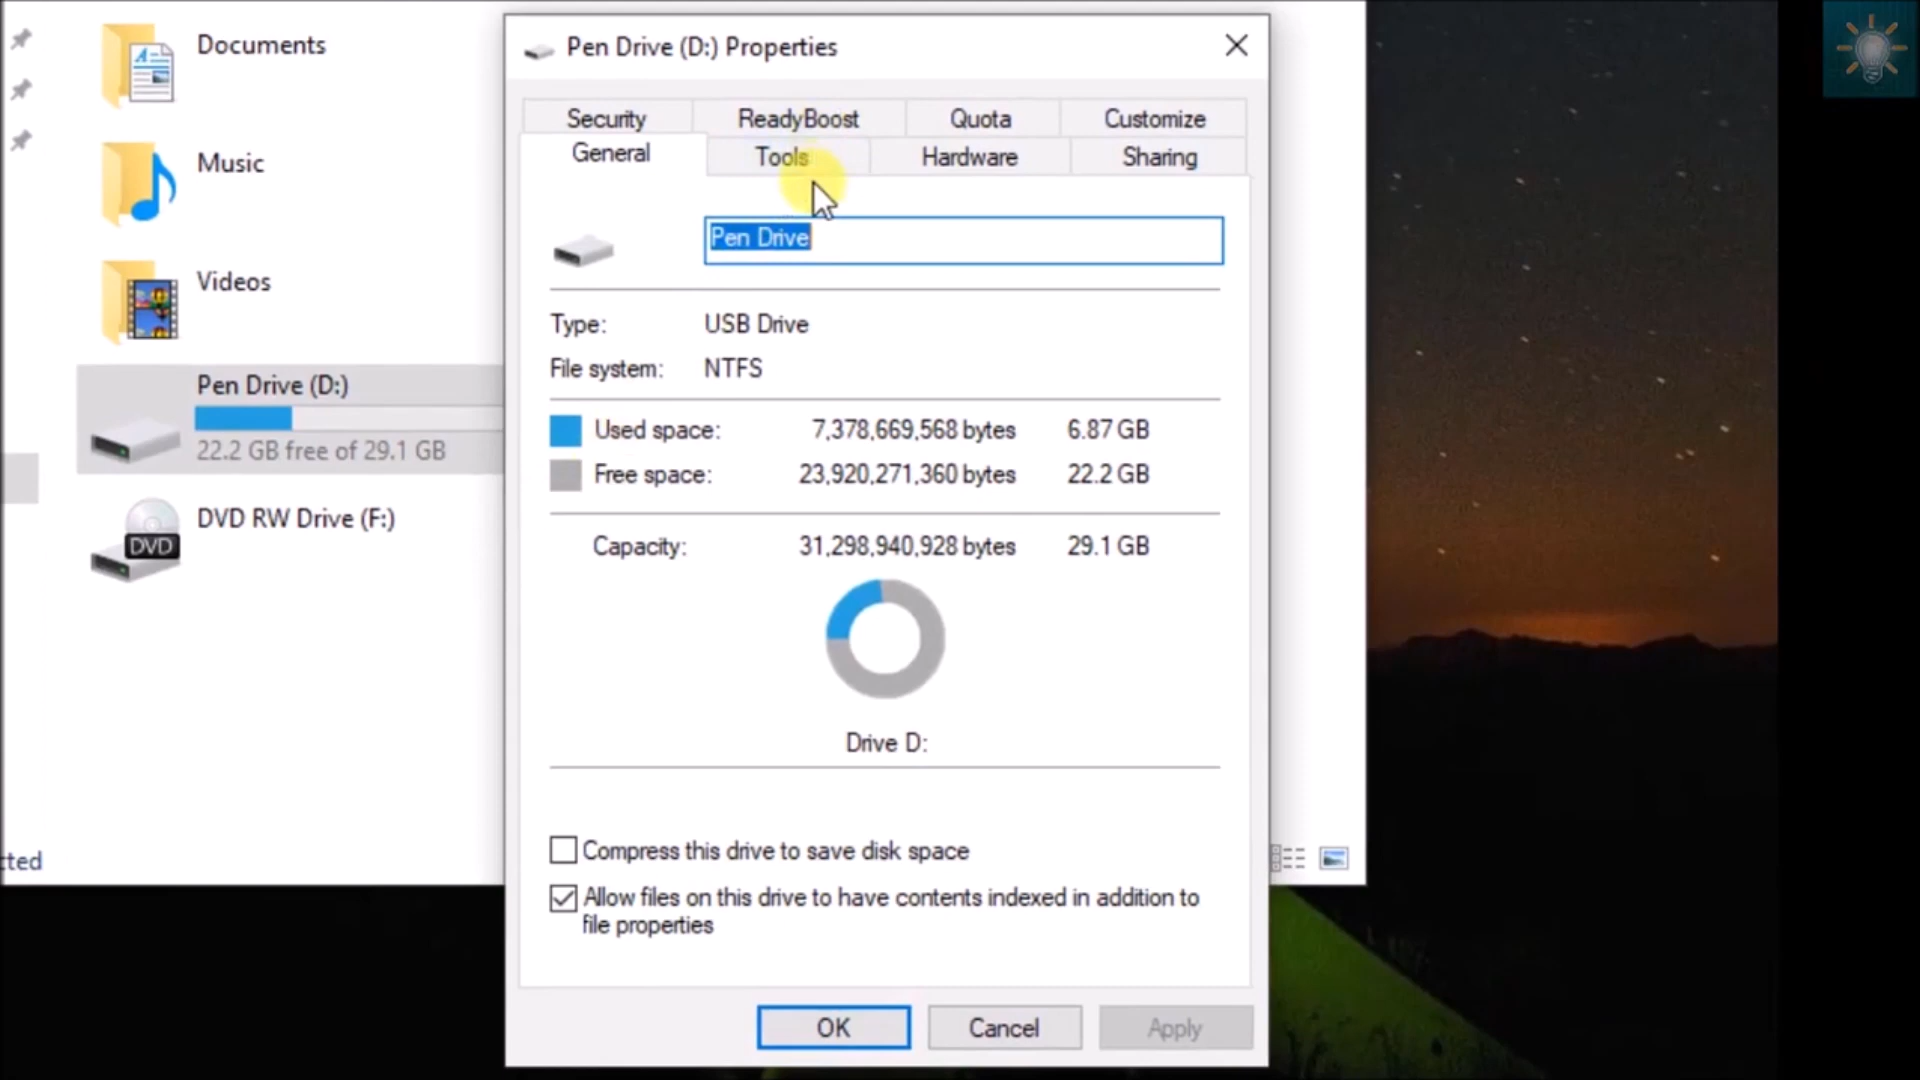 Documents
Music
Videos
Pen Drive (D:)
22.2 GB free of 29.1 GB
DVD RW Drive (F:)
DVD
cted
Pen Drive (D:) Properties
Security ReadyBoost Quota Customize
General Tools Hardware Sharing
Pen Drive
Type: USB Drive
File system: NTFS
Used space: 7,378,669,568 bytes 6.87 GB
Free space: 23,920,271,360 bytes 22.2 GB
Capacity: 31,298,940,928 bytes 29.1 GB
Drive D:
Compress this drive to save disk space
Allow files on this drive to have contents indexed in addition to
file properties
OK Cancel Apply